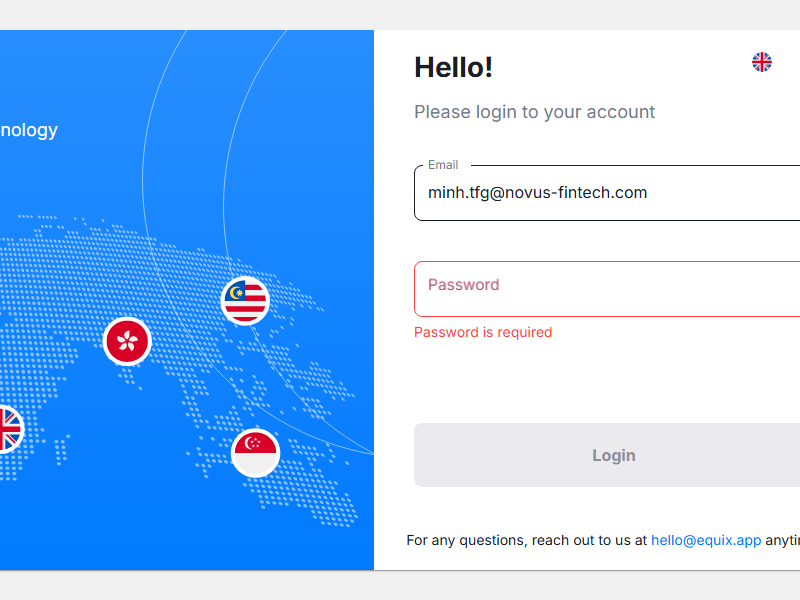 nology
Hello!
Please login to your account
Email
minh.tfg@novus-fintech.com
Password
Password is required
Login
For any questions, reach out to us at hello@equix.app